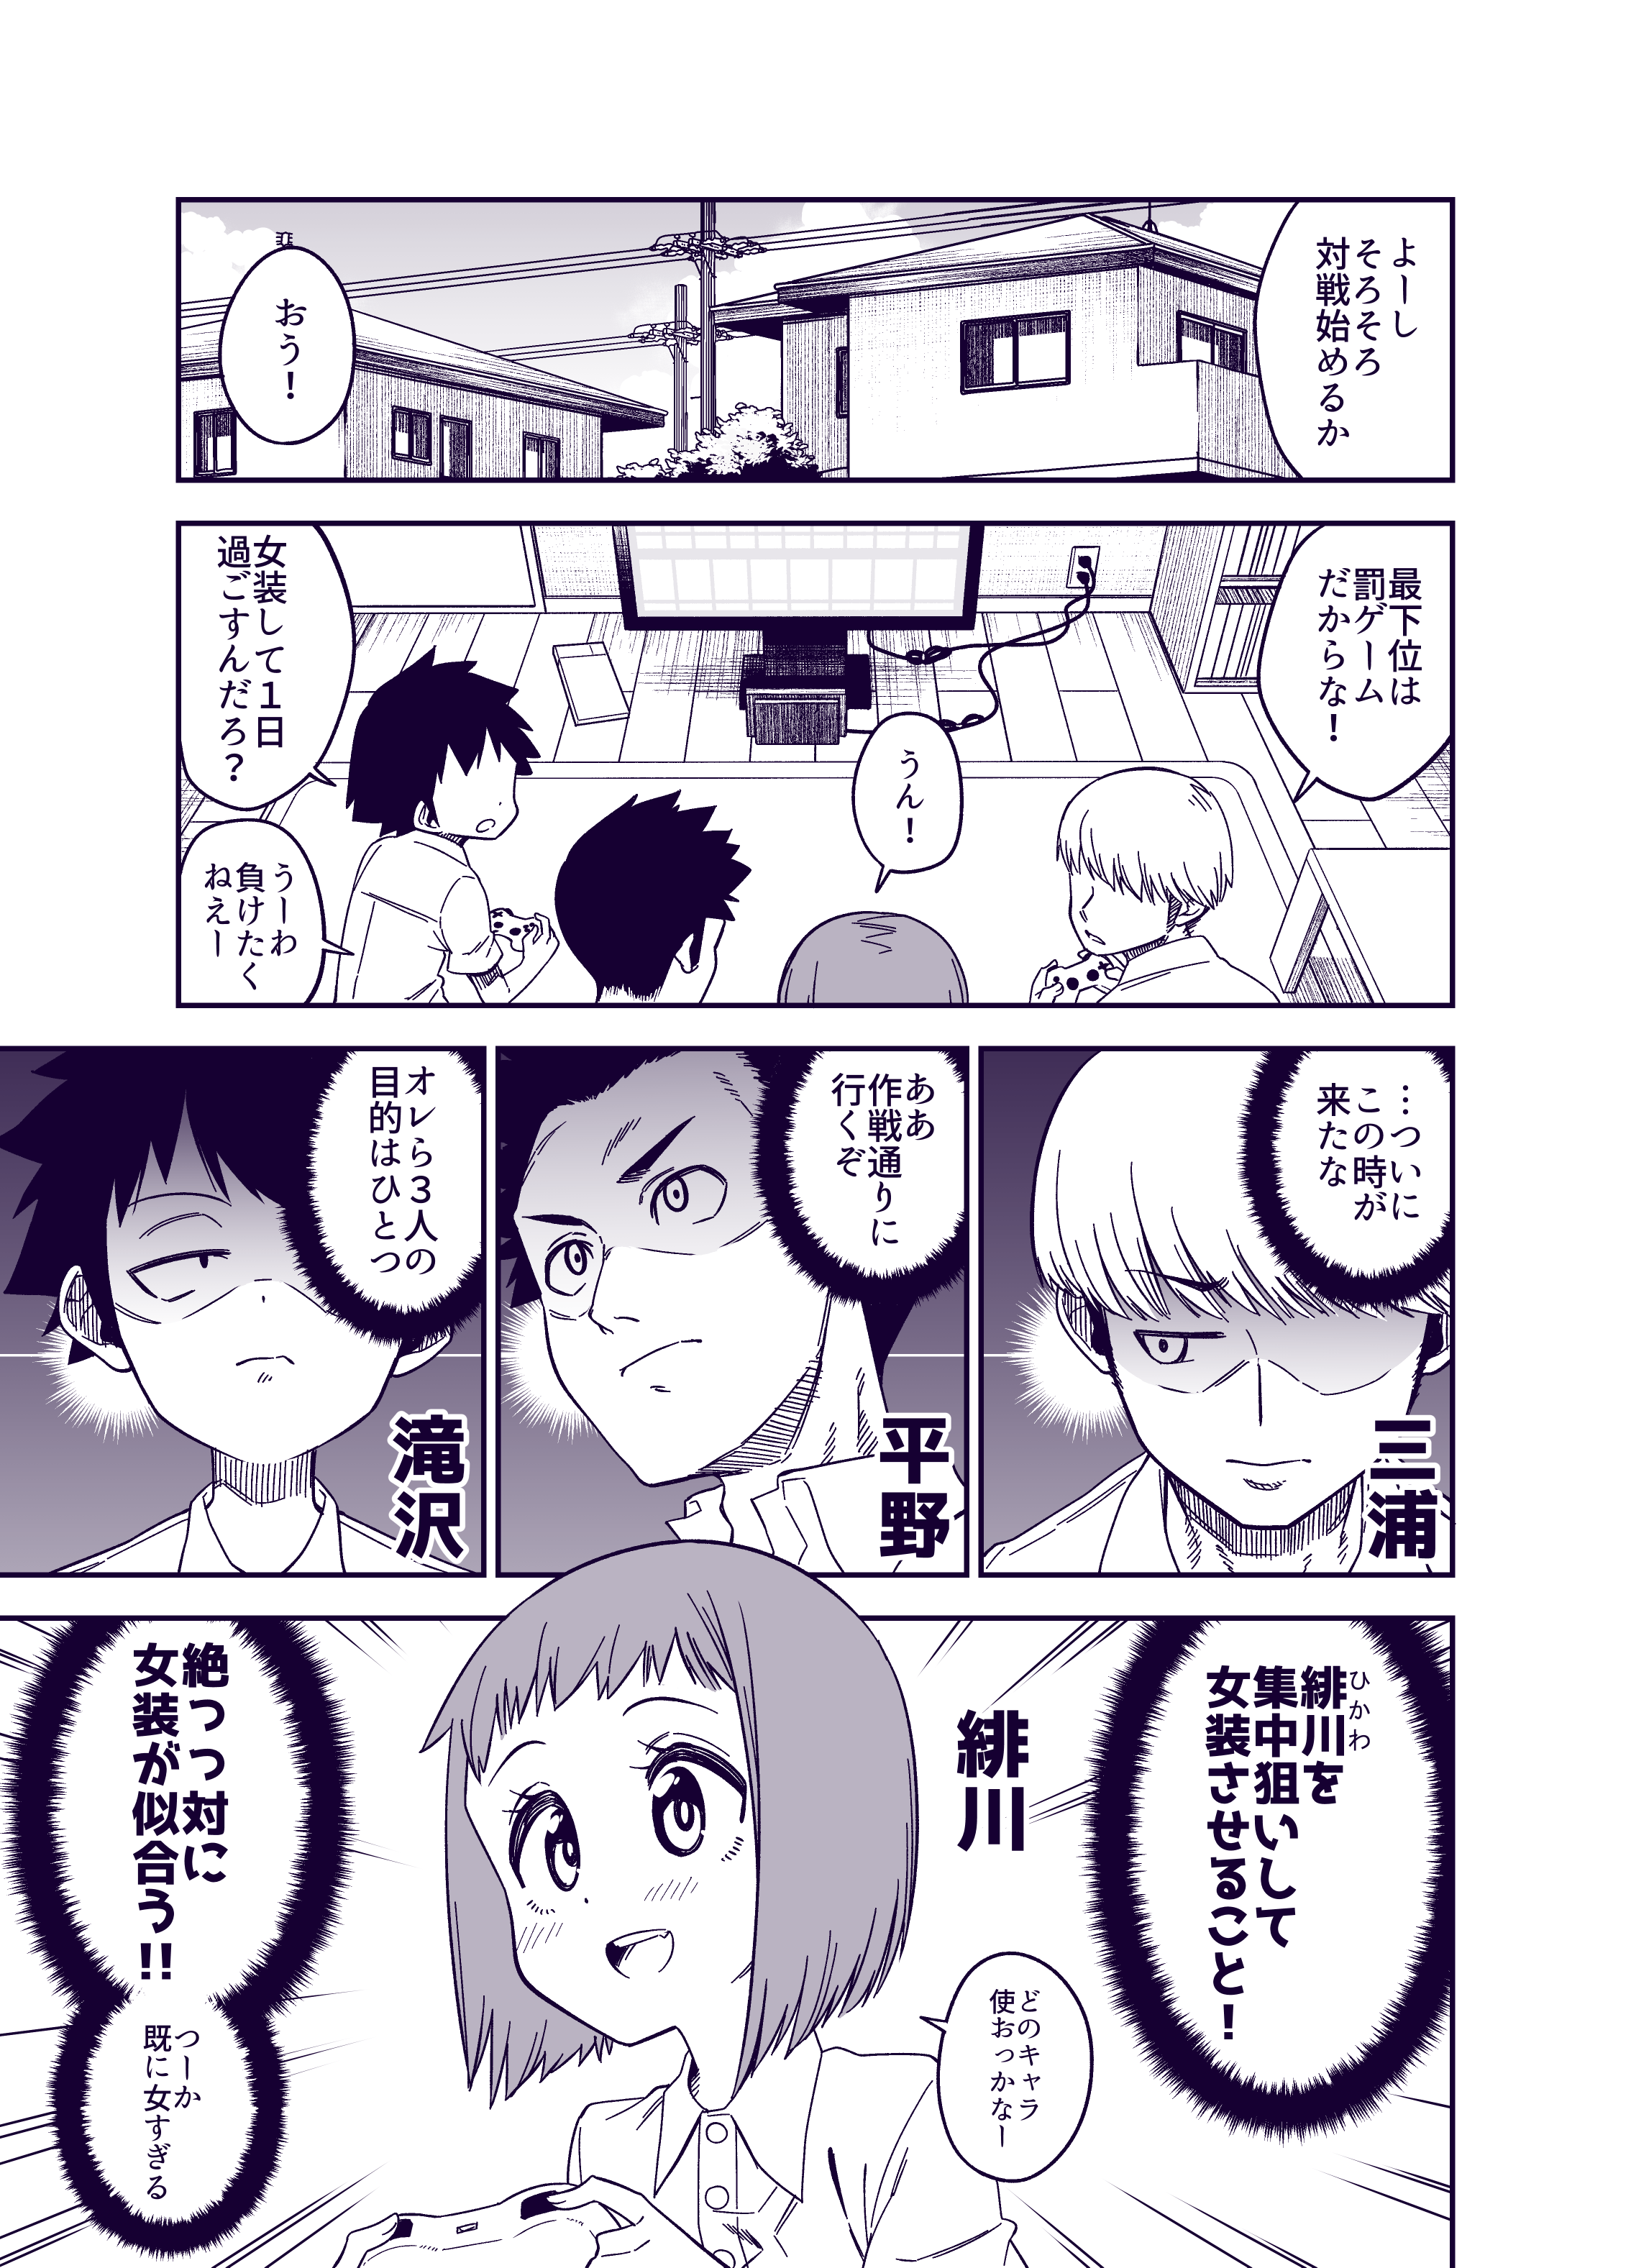 よーし
そろそろ
対戦始めるか
おう！
最下位は
罰ゲーム
だからな！
うん！
女装して１日
過ごすんだろ？
うーわ
負けたく
ねえー
…ついに
この時が
来たな
三浦
ああ
作戦通りに
行くぞ
平野
オレら３人の
目的はひとつ
滝沢
緋川を
ひかわ
集中狙いして
女装させること！
緋川
どのキャラ
使おっかなー
絶っっ対に
女装が似合う!!
つーか
既に女すぎる